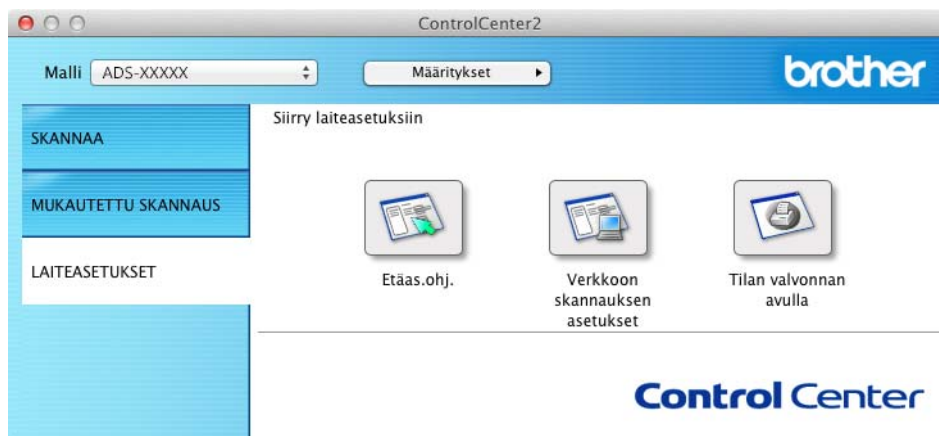 ControlCenter2
Malli ADS-XXXXX Määritykset
brother
SKANNAA
MUKAUTETTU SKANNAUS
LAITEASETUKSET
Siirry laiteasetuksiin
Etäas.ohj.
Verkkoon
skannauksen
asetukset
Tilan valvonnan
avulla
Control Center